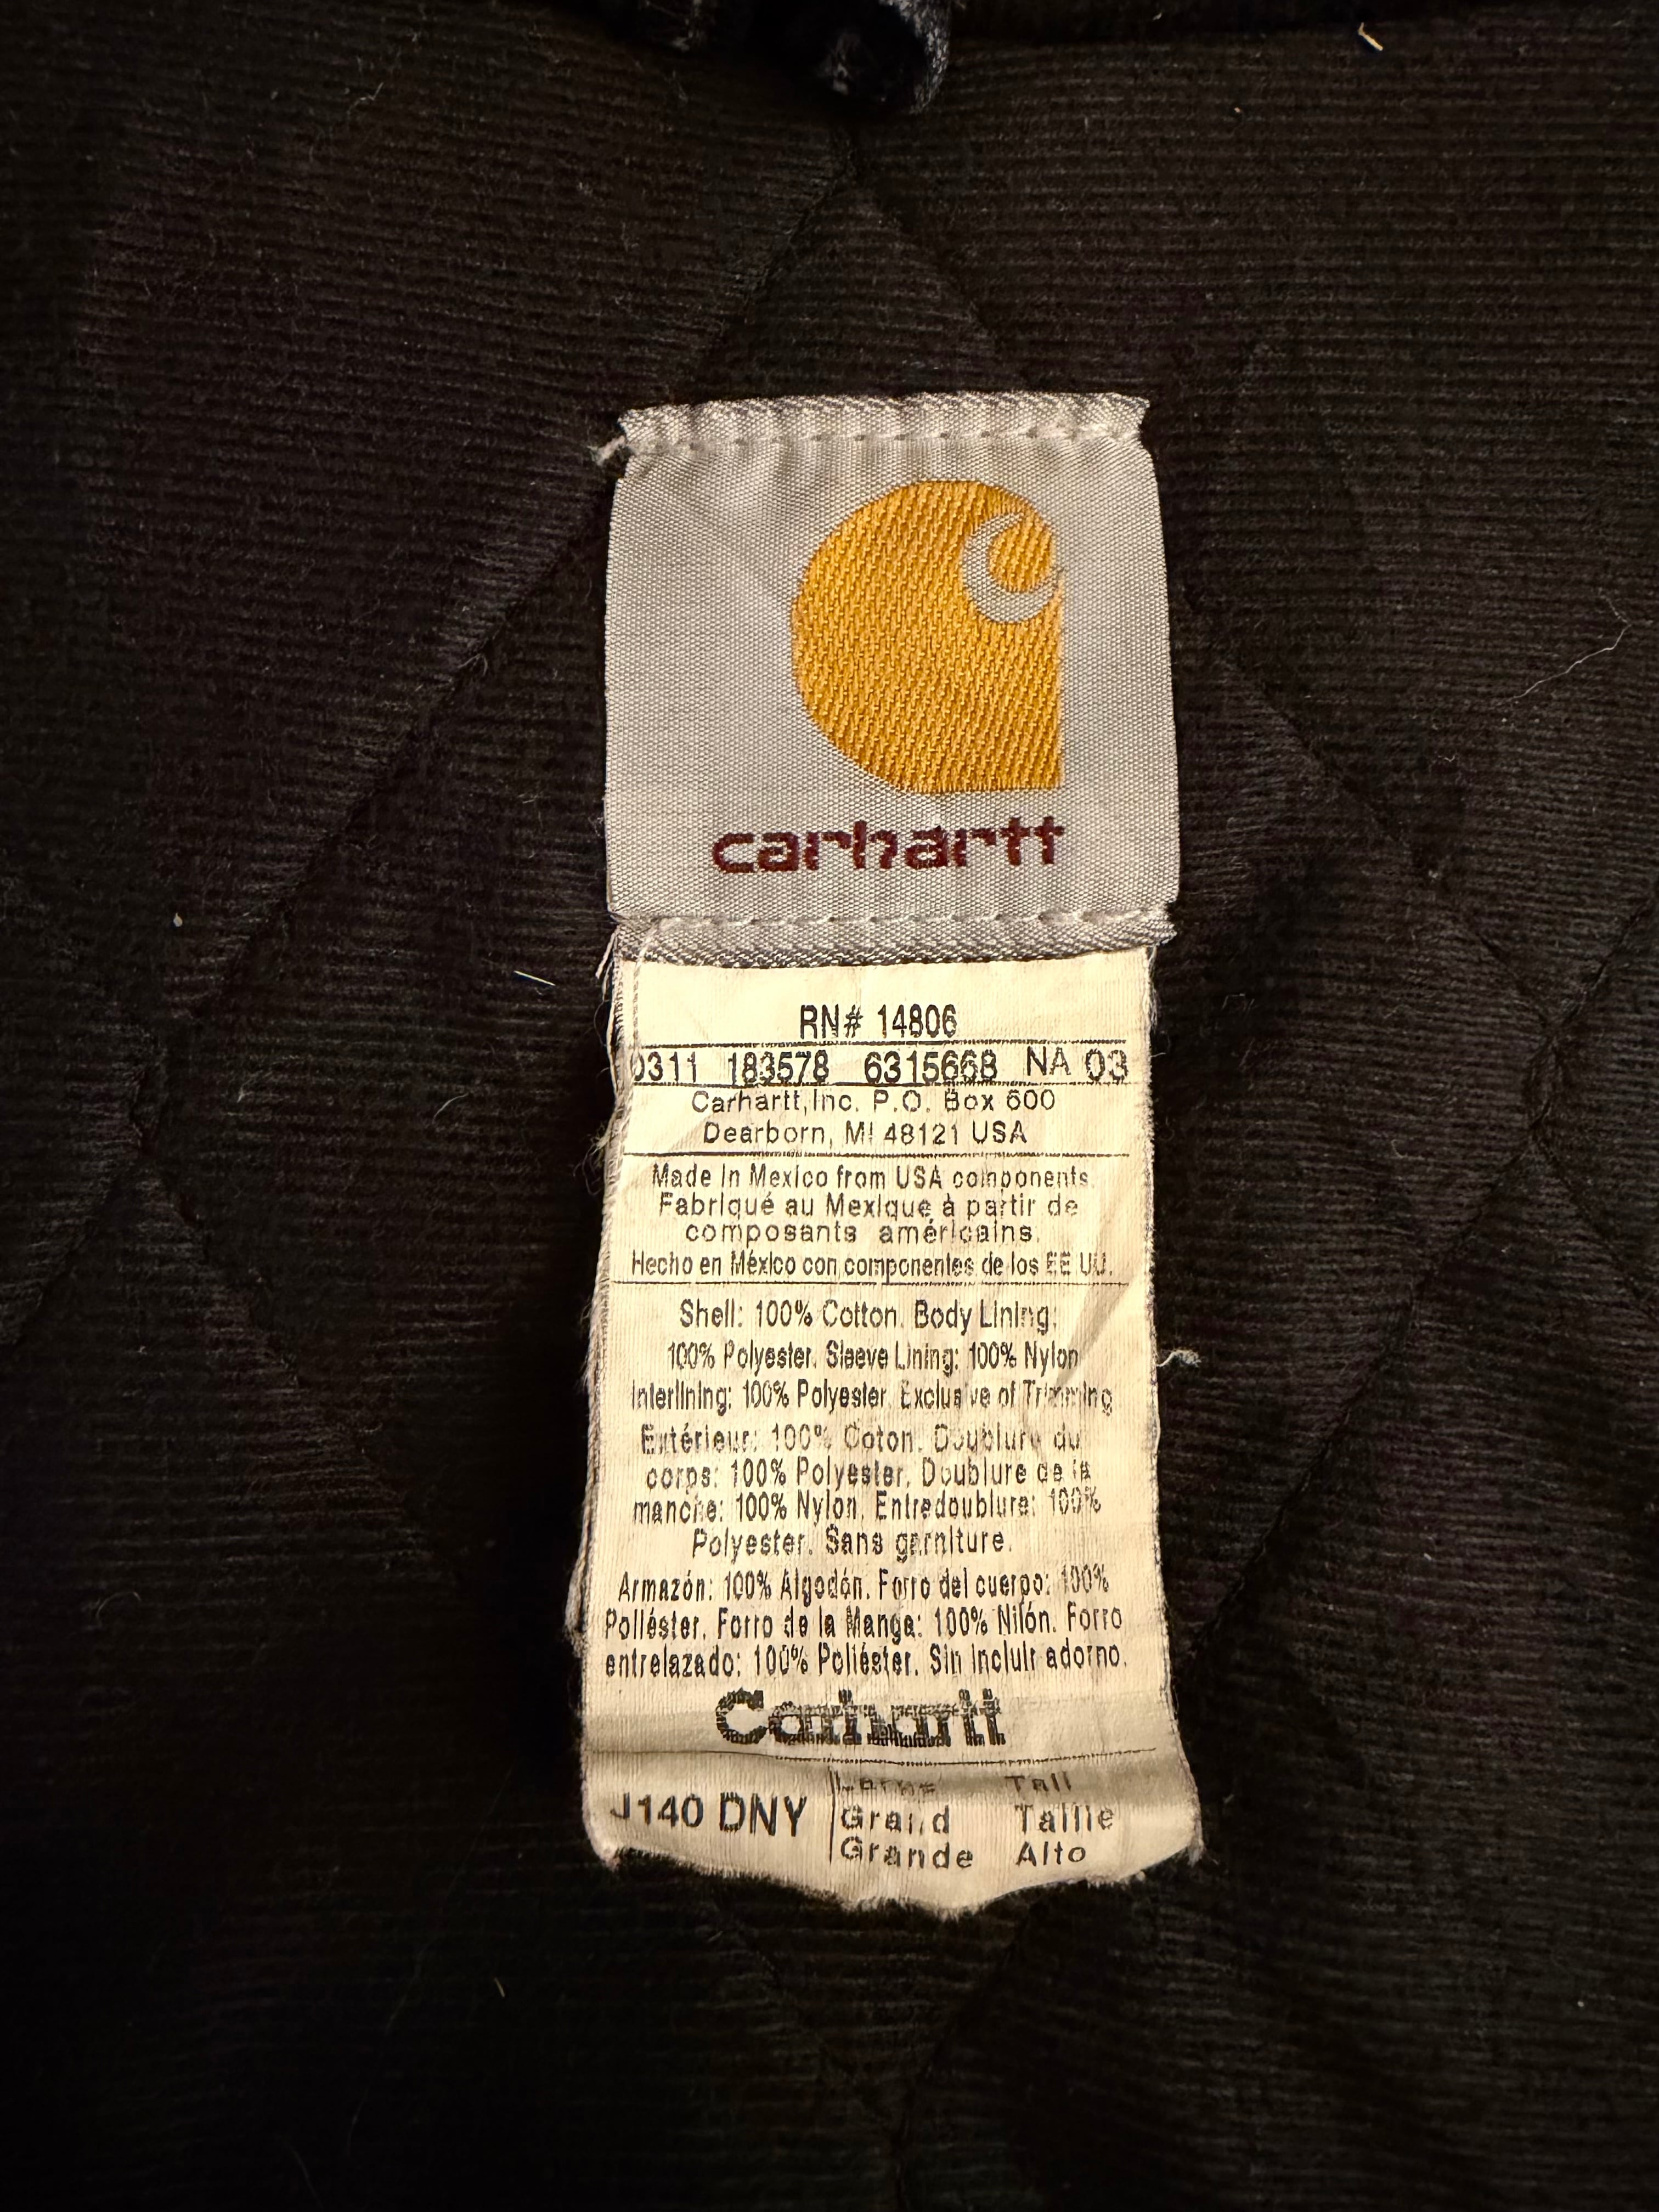 carhartt
RN# 14806
0311 183578 6315668 NA 03
Carhartt, Inc. P.O. Box 600
Dearborn, MI 48121 USA
Made In Mexico from USA components.
Fabriqué au Mexique à partir de
composants américains.
Hecho en México con componentes de los EE UU.
Shell: 100% Cotton. Body Lining:
100% Polyester. Sleeve Lining: 100% Nylon
Interlining: 100% Polyester. Exclusive of Trimming
Extérieur: 100% Coton. Doublure du
corps: 100% Polyester. Doublure de la
manche: 100% Nylon. Entredoublure: 100%
Polyester. Sans garniture.
Armazón: 100% Algodón. Forro del cuerpo: 100%
Poliéster. Forro de la Manga: 100% Nilón. Forro
entrelazado: 100% Poliéster. Sin incluir adorno.
Carhartt
J140 DNY Large Tall
Grand Taille
Grande Alto